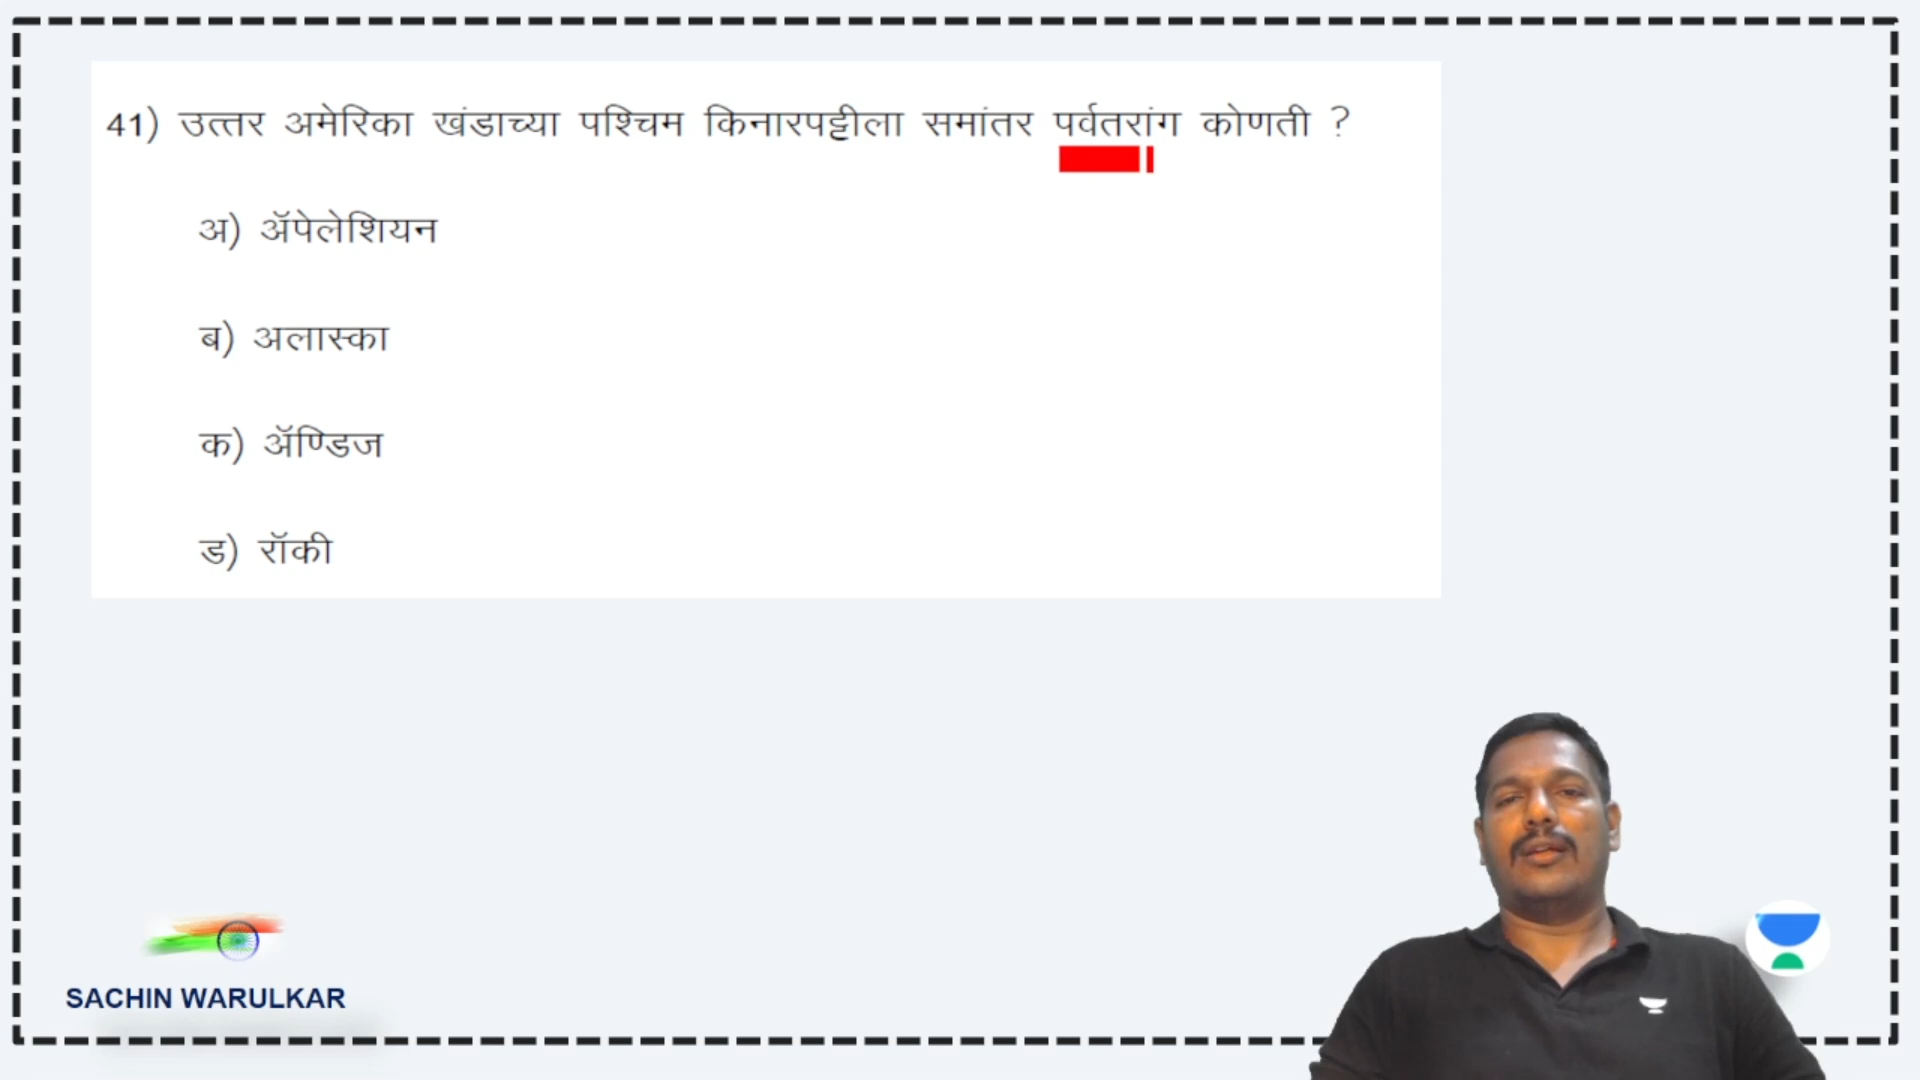 41) उत्तर अमेरिका खंडाच्या पश्चिम किनारपट्टीला समांतर पर्वतरांग कोणती ?
अ) ॲपेलेशियन
ब) अलास्का
क) ॲण्डिज
ड) रॉकी
SACHIN WARULKAR